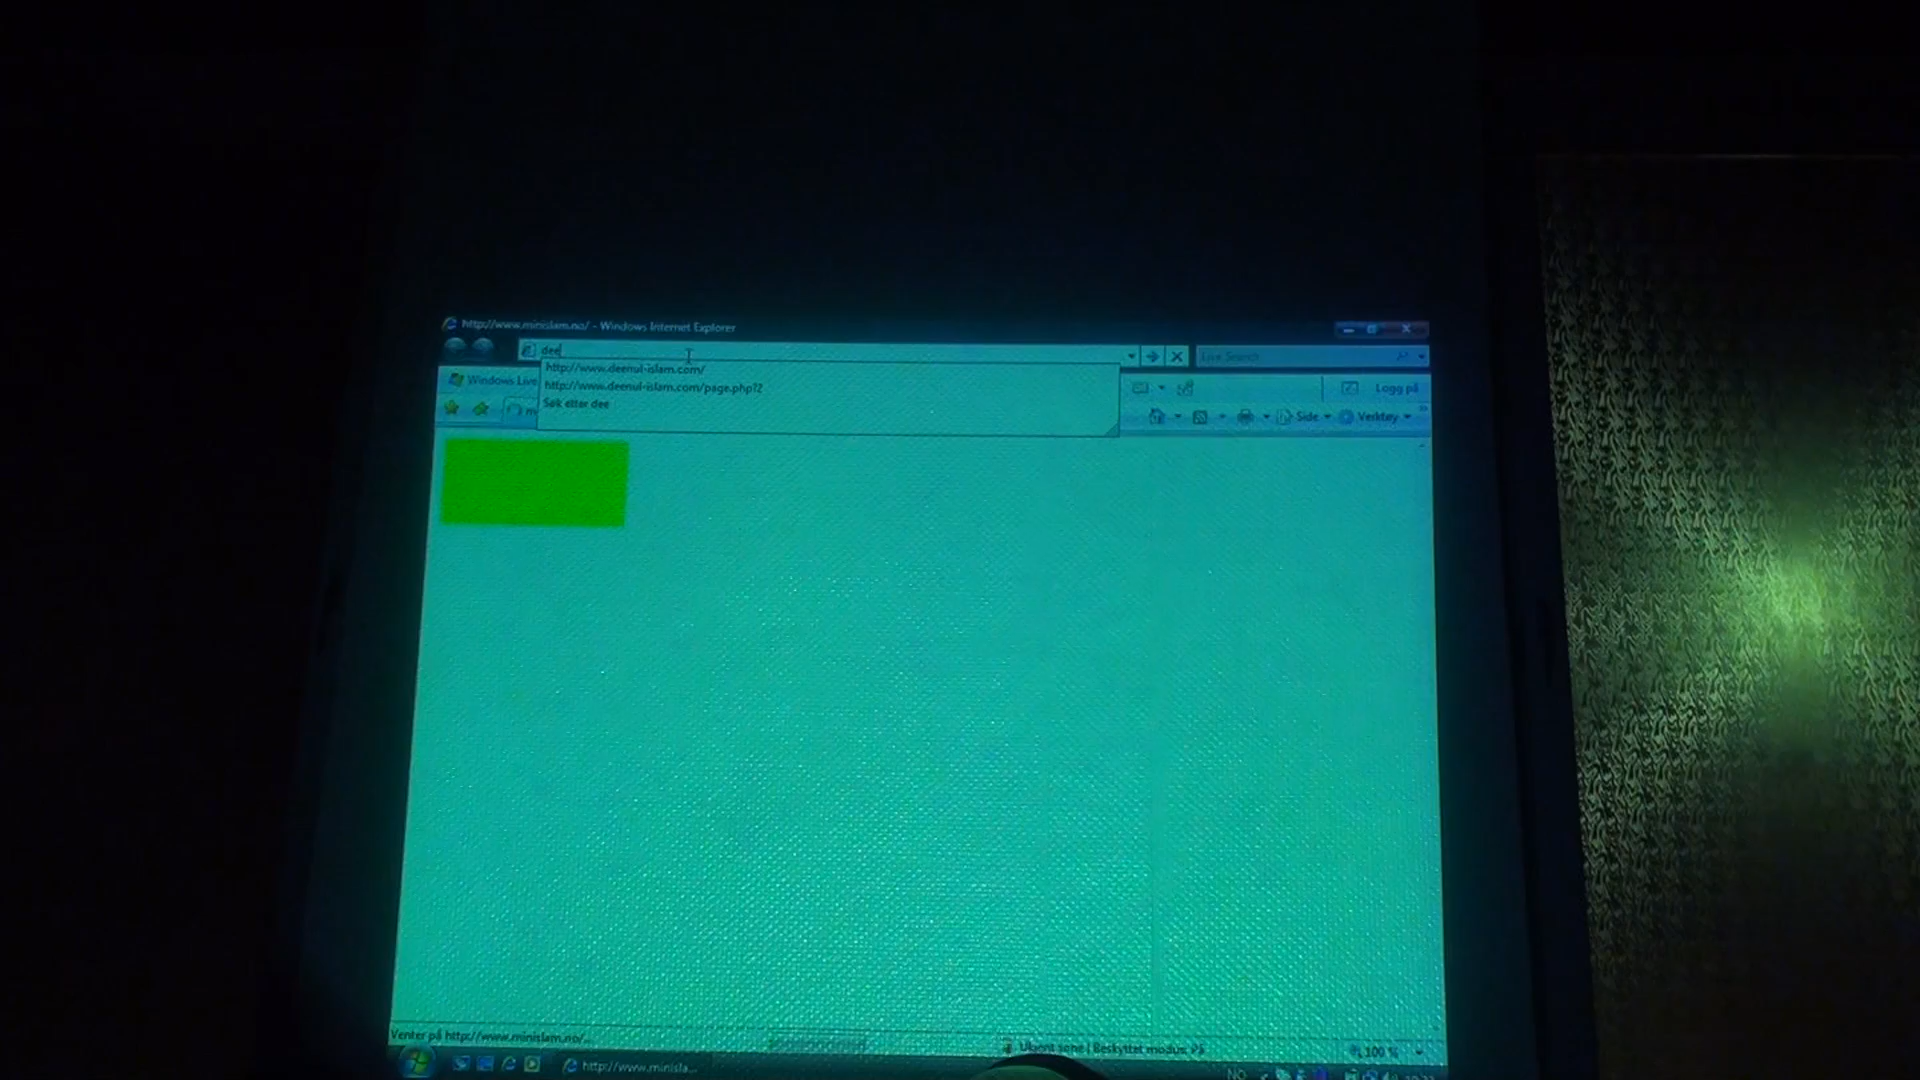 http://www.minislam.no/ - Windows Internet Explorer
dee
Live Search
http://www.deenul-islam.com/
http://www.deenul-islam.com/page.php?2
Søk etter dee
Windows Live
Logg på
Side
Verktøy
Venter på http://www.minislam.no/...
Ukjent sone | Beskyttet modus: På
100 %
http://www.minisla...
NO